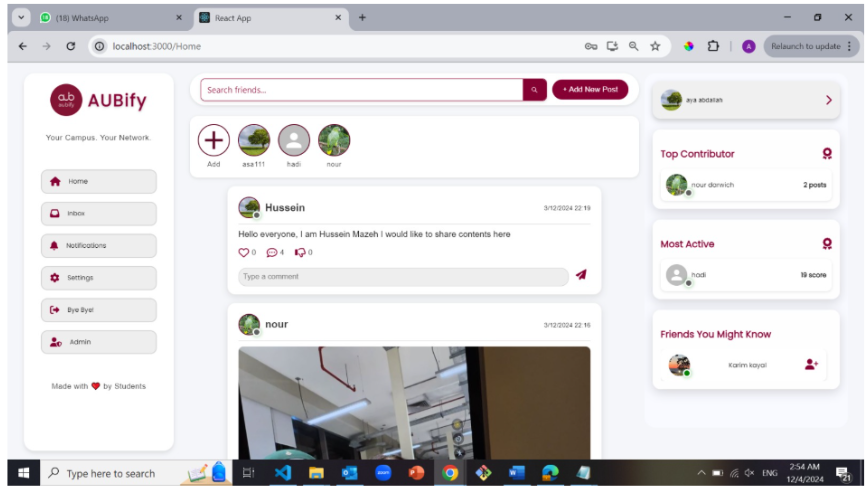 (18) WhatsApp
React App
localhost:3000/Home
A
Relaunch to update
aub
AUBify
Your Campus. Your Network.
Home
Inbox
Notifications
Settings
Bye Bye!
Admin
Made with ❤ by Students
Search friends...
+ Add New Post
Add
asa111
hadi
nour
Hussein
3/12/2024 22:19
Hello everyone, I am Hussein Mazeh I would like to share contents here
0
4
0
Type a comment
nour
3/12/2024 22:16
aya abdallah
Top Contributor
nour darwich
2 posts
Most Active
hadi
19 score
Friends You Might Know
Karim kayal
Type here to search
zoom
ENG
2:54 AM
12/4/2024
21